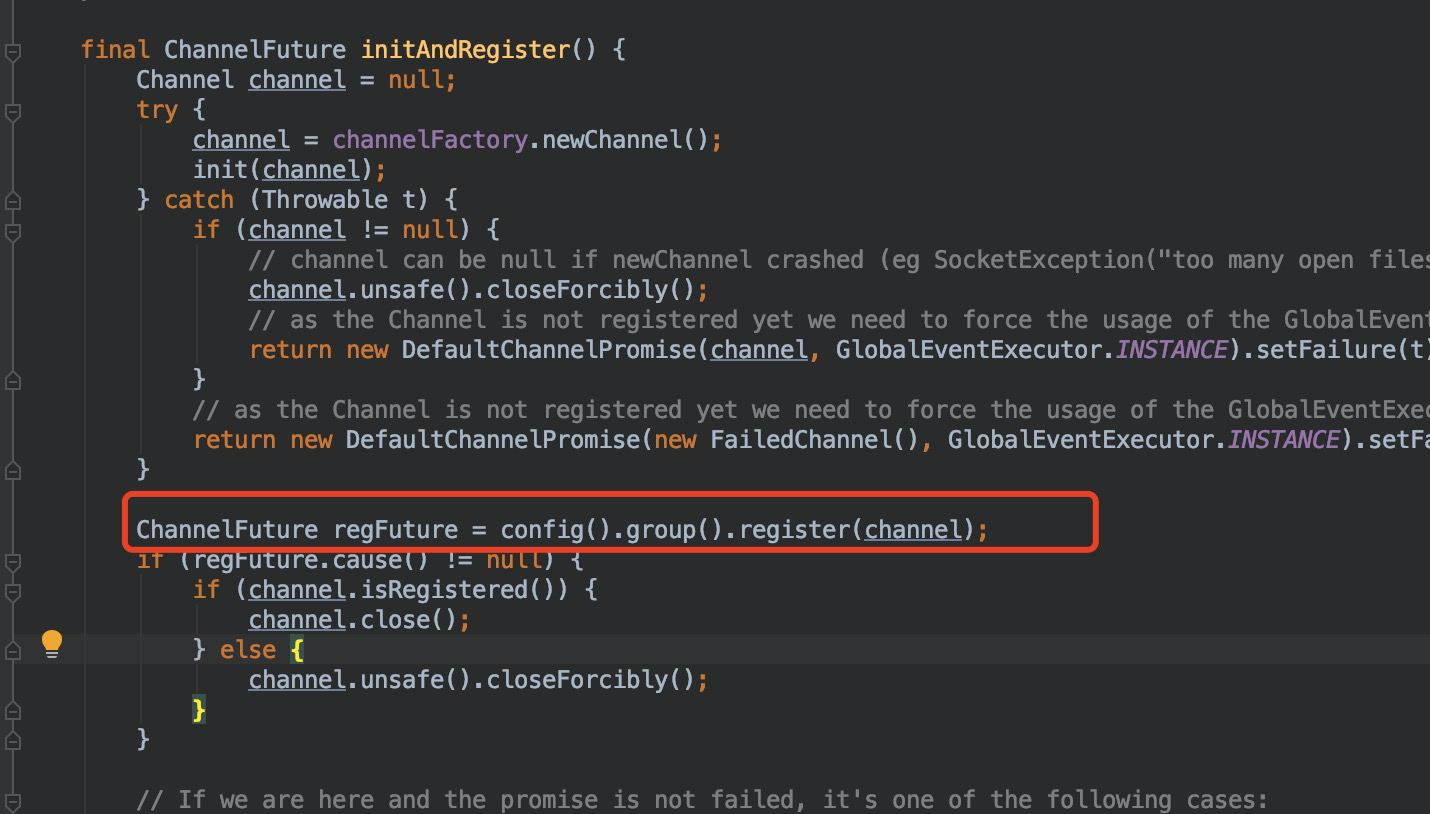 final ChannelFuture initAndRegister() {
Channel channel = null;
try {
channel = channelFactory.newChannel();
init(channel);
} catch (Throwable t) {
if (channel != null) {
// channel can be null if newChannel crashed (eg SocketException("too many open files
channel.unsafe().closeForcibly();
// as the Channel is not registered yet we need to force the usage of the GlobalEvent
return new DefaultChannelPromise(channel, GlobalEventExecutor.INSTANCE).setFailure(t)
}
// as the Channel is not registered yet we need to force the usage of the GlobalEventExec
return new DefaultChannelPromise(new FailedChannel(), GlobalEventExecutor.INSTANCE).setFa
}
ChannelFuture regFuture = config().group().register(channel);
if (regFuture.cause() != null) {
if (channel.isRegistered()) {
channel.close();
} else {
channel.unsafe().closeForcibly();
}
}
// If we are here and the promise is not failed, it's one of the following cases: